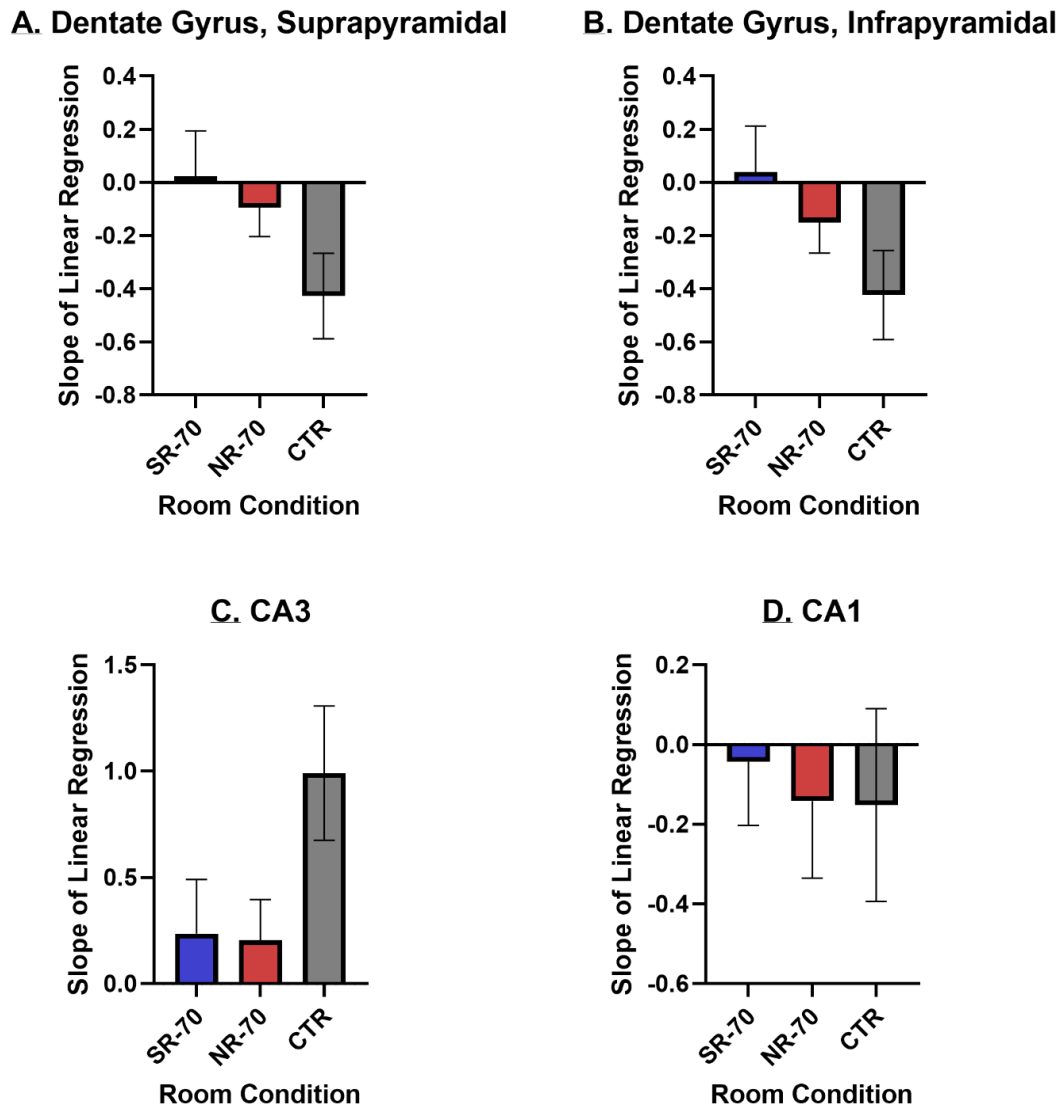 A. Dentate Gyrus, Suprapyramidal
Slope of Linear Regression
0.4
0.2
0.0
-0.2
-0.4
-0.6
-0.8
SR-70
NR-70
CTR
Room Condition
B. Dentate Gyrus, Infrapyramidal
Slope of Linear Regression
0.4
0.2
0.0
-0.2
-0.4
-0.6
-0.8
SR-70
NR-70
CTR
Room Condition
C. CA3
Slope of Linear Regression
1.5
1.0
0.5
0.0
SR-70
NR-70
CTR
Room Condition
D. CA1
Slope of Linear Regression
0.2
0.0
-0.2
-0.4
-0.6
SR-70
NR-70
CTR
Room Condition